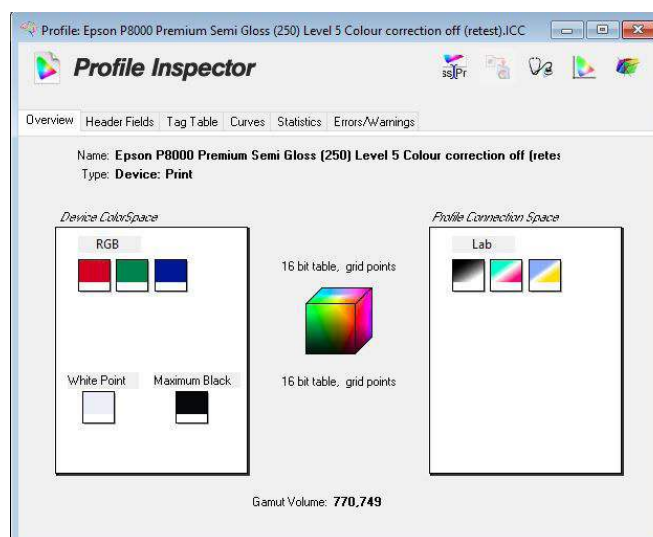 Profile: Epson P8000 Premium Semi Gloss (250) Level 5 Colour correction off (retest).ICC
Profile Inspector
ss Pr
Overview Header Fields Tag Table Curves Statistics Errors/Warnings
Name: Epson P8000 Premium Semi Gloss (250) Level 5 Colour correction off (retes
Type: Device: Print
Device ColorSpace
Profile Connection Space
RGB
Lab
16 bit table, grid points
White Point
Maximum Black
16 bit table, grid points
Gamut Volume: 770,749